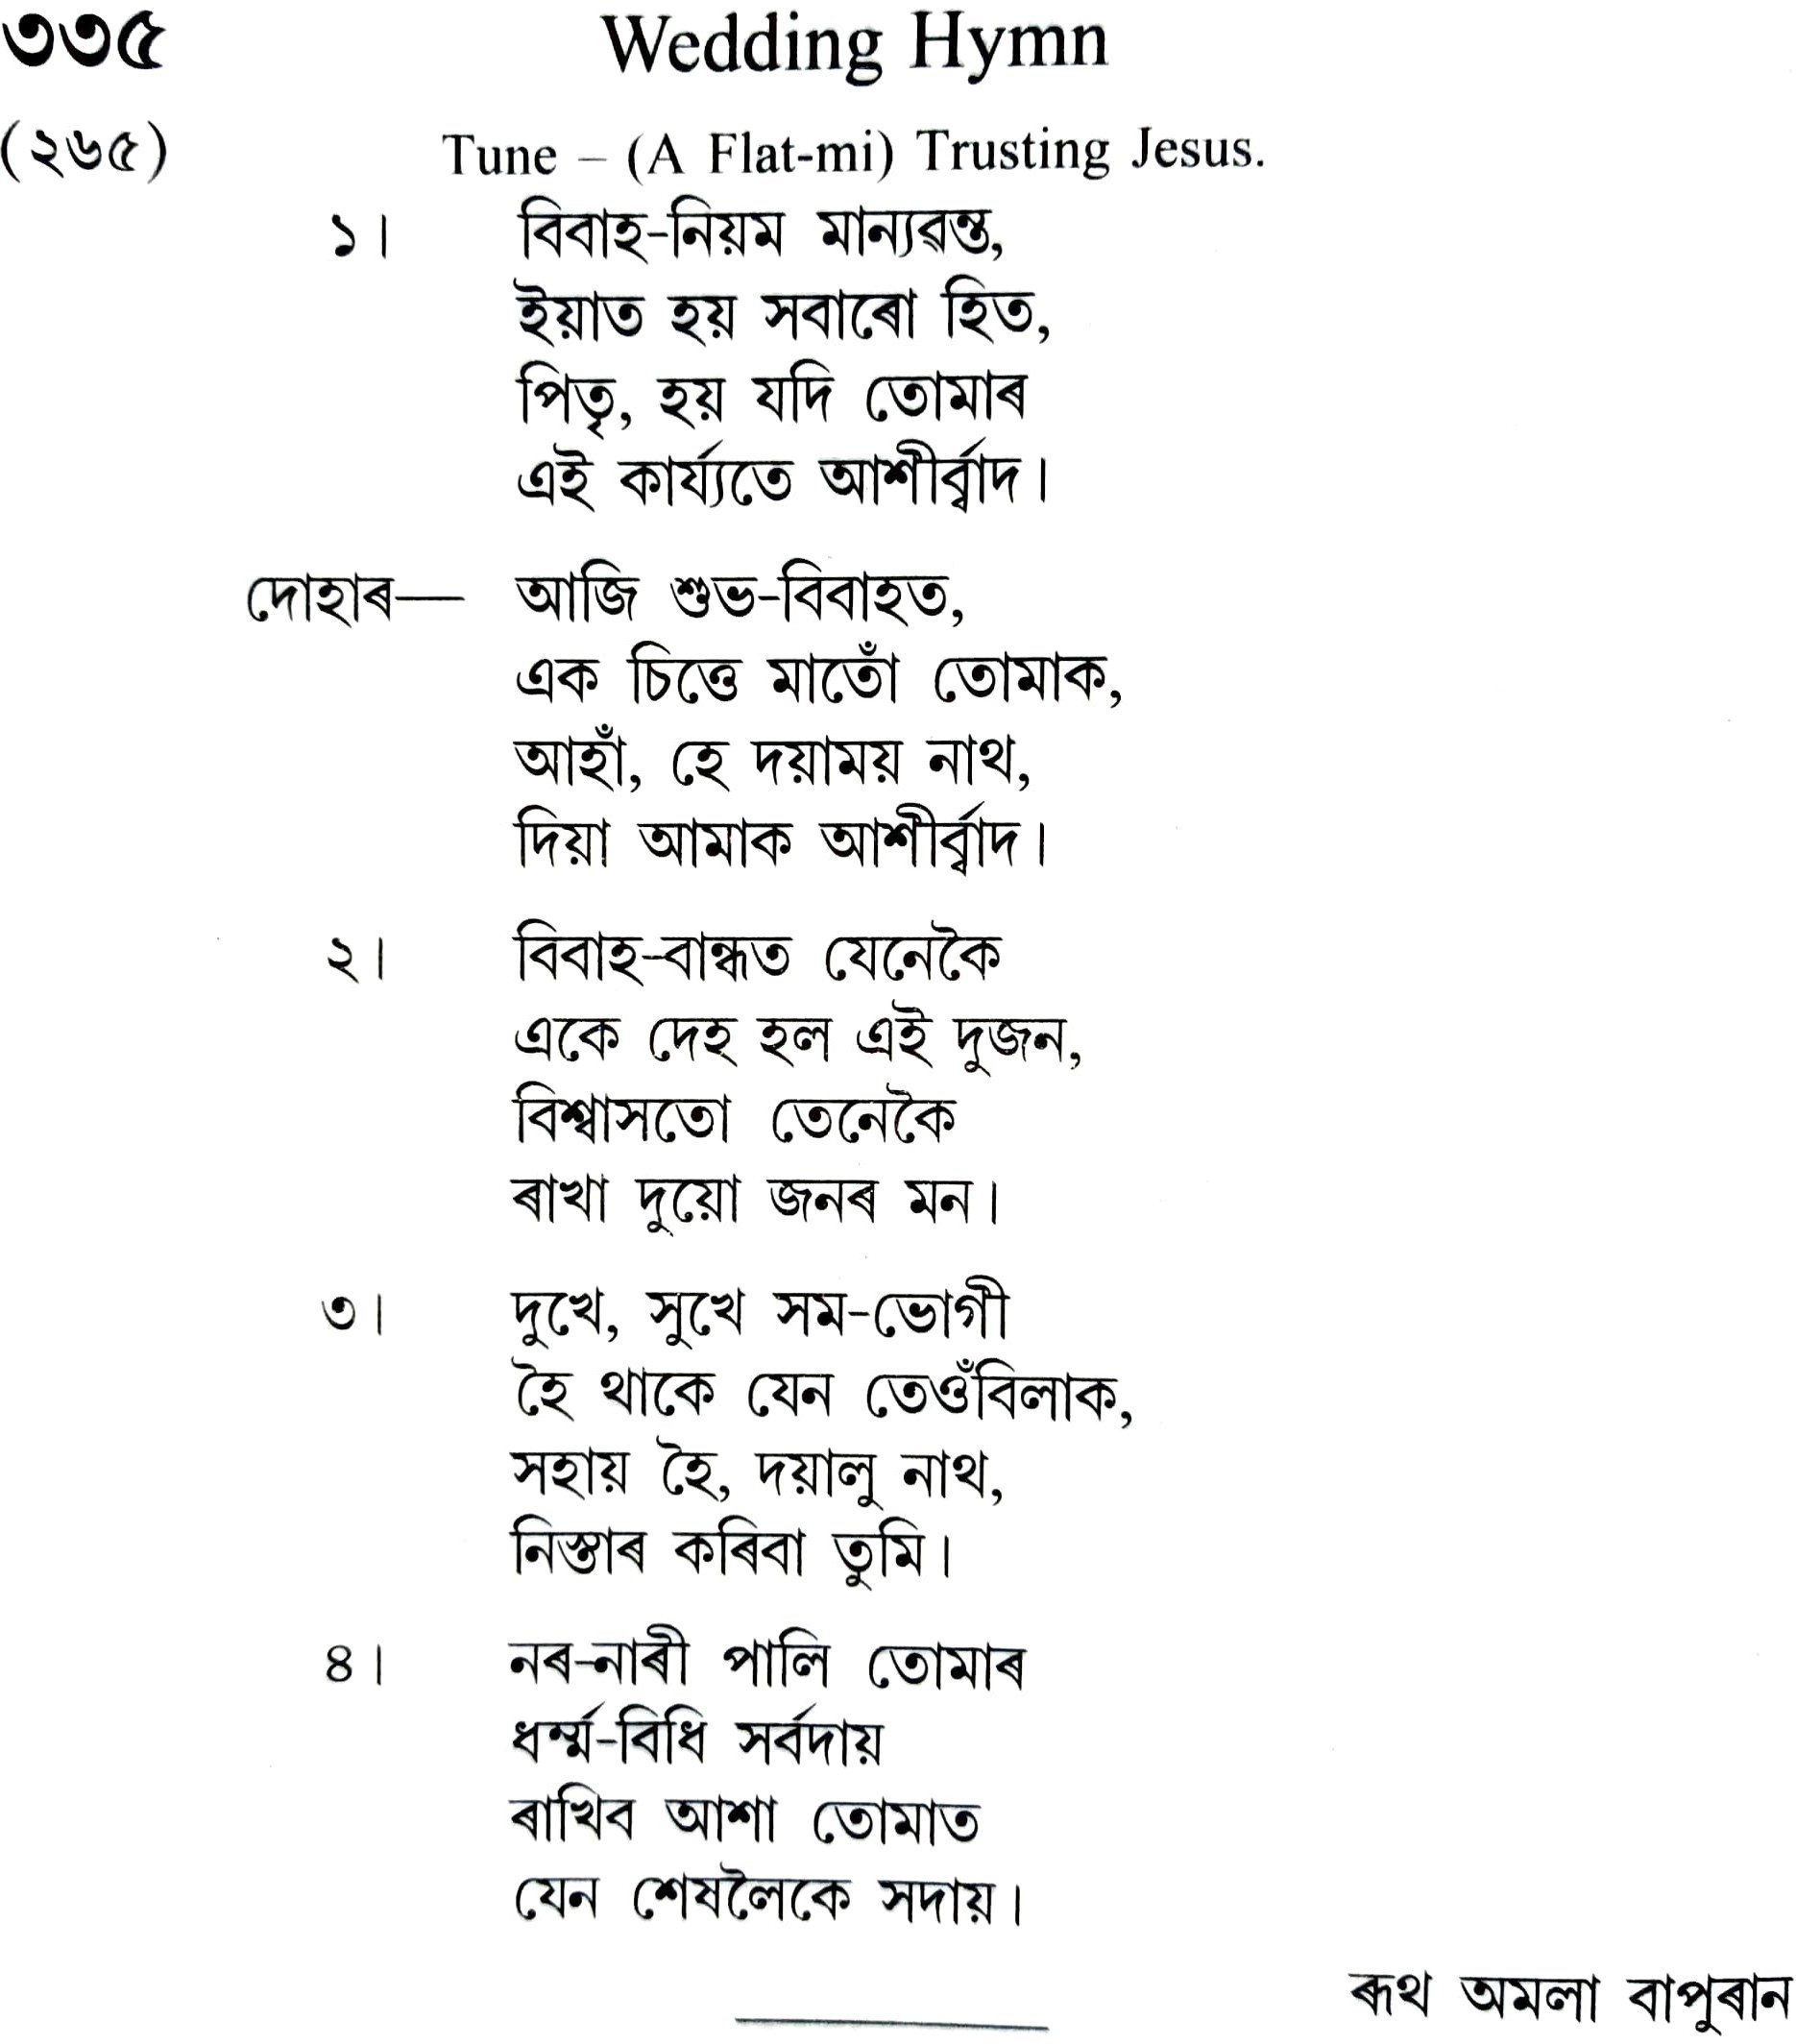 ৩৩৫ Wedding Hymn
(২৬৫) Tune – (A Flat-mi) Trusting Jesus.
১। বিবাহ-নিয়ম মান্যৱন্ত,
ইয়াত হয় সবাৰো হিত,
পিতৃ, হয় যদি তোমাৰ
এই কাৰ্য্যতে আশীৰ্ব্বাদ।
দোহাৰ— আজি শুভ-বিবাহত,
এক চিত্তে মাতোঁ তোমাক,
আহাঁ, হে দয়াময় নাথ,
দিয়া আমাক আশীৰ্ব্বাদ।
২। বিবাহ-বান্ধত যেনেকৈ
একে দেহ হল এই দুজন,
বিশ্বাসতো তেনেকৈ
ৰাখা দুয়ো জনৰ মন।
৩। দুখে, সুখে সম-ভোগী
হৈ থাকে যেন তেওঁবিলাক,
সহায় হৈ, দয়ালু নাথ,
নিস্তাৰ কৰিবা তুমি।
৪। নৰ-নাৰী পালি তোমাৰ
ধৰ্ম্ম-বিধি সৰ্বদায়
ৰাখিব আশা তোমাত
যেন শেষলৈকে সদায়।
ৰূথ অমলা বাপুৰান